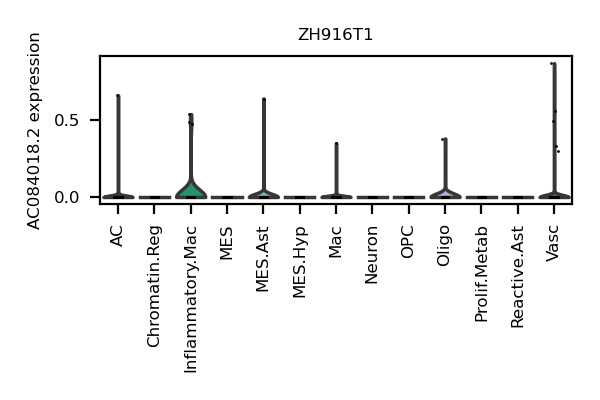 ZH916T1
AC084018.2 expression
0.5
0.0
AC
Chromatin.Reg
Inflammatory.Mac
MES
MES.Ast
MES.Hyp
Mac
Neuron
OPC
Oligo
Prolif.Metab
Reactive.Ast
Vasc